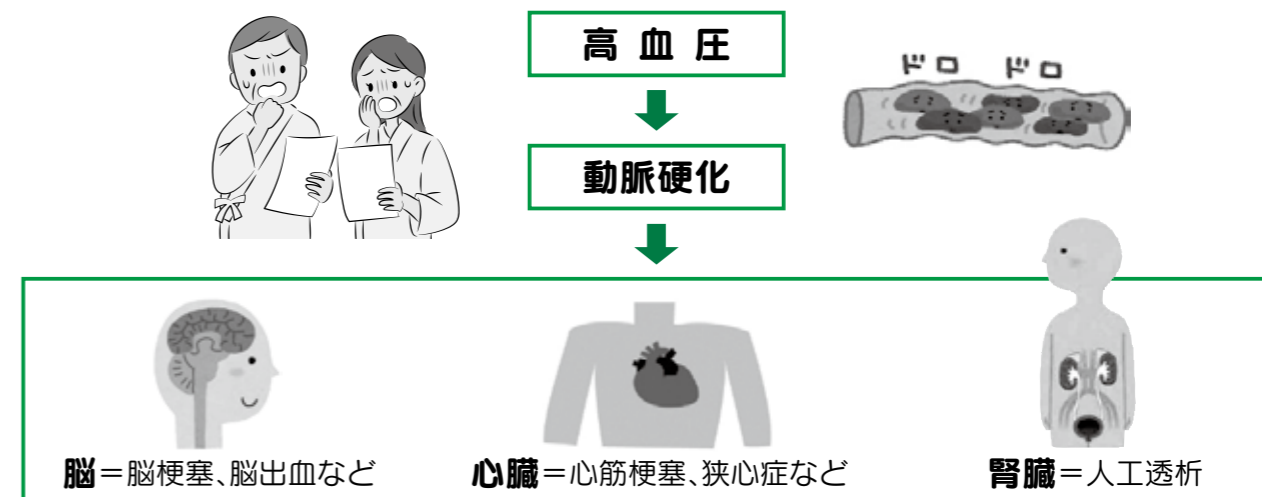 高血圧
ドロ ドロ
動脈硬化
脳＝脳梗塞、脳出血など
心臓＝心筋梗塞、狭心症など
腎臓＝人工透析